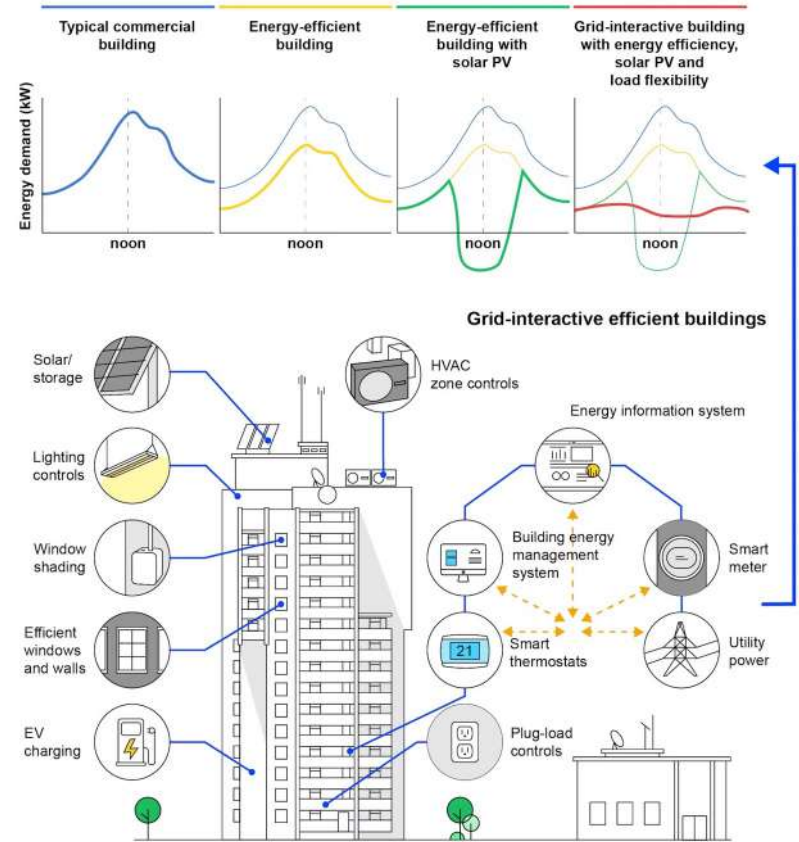 Typical commercial
building
Energy-efficient
building
Energy-efficient
building with
solar PV
Grid-interactive building
with energy efficiency,
solar PV and
load flexibility
Energy demand (kW)
noon
noon
noon
noon
Grid-interactive efficient buildings
Solar/
storage
HVAC
zone controls
Energy information system
Lighting
controls
Window
shading
Building energy
management
system
Smart
meter
Efficient
windows
and walls
21
Smart
thermostats
Utility
power
EV
charging
Plug-load
controls